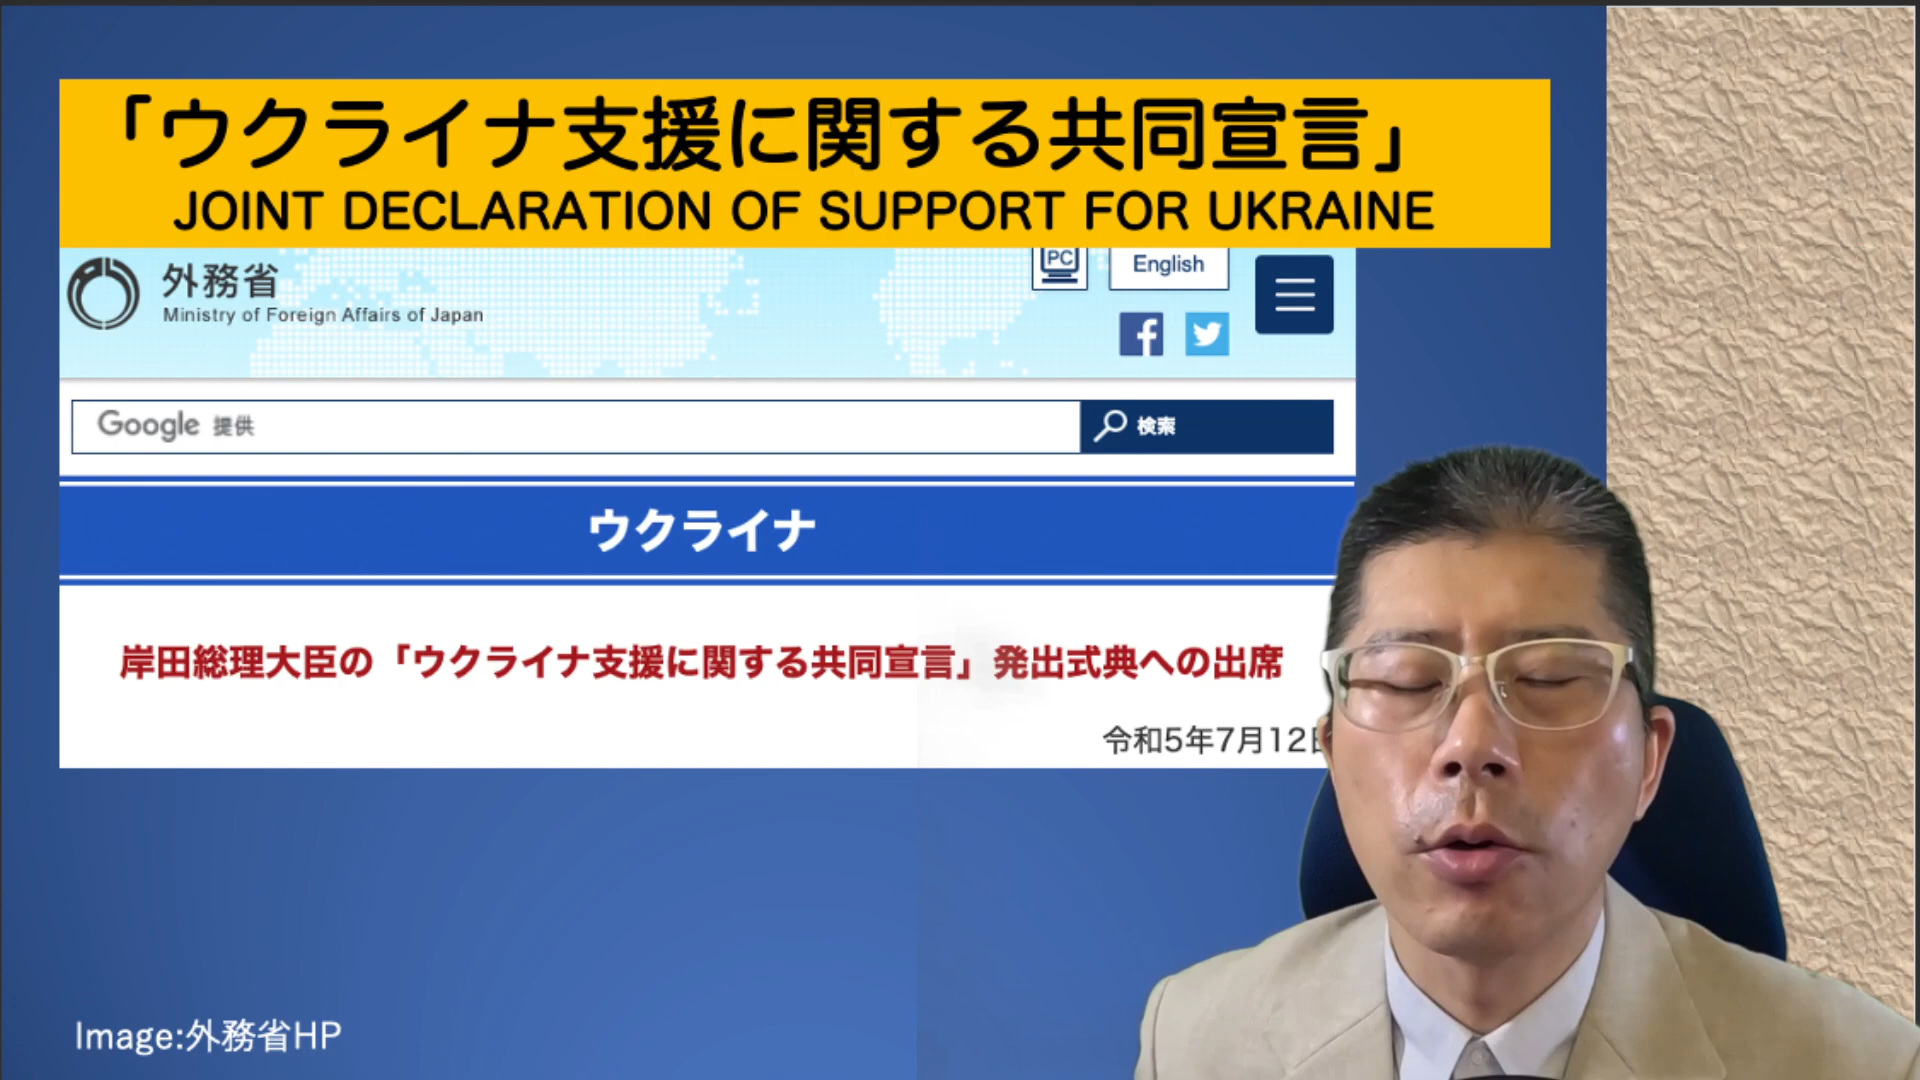 「ウクライナ支援に関する共同宣言」
JOINT DECLARATION OF SUPPORT FOR UKRAINE
外務省
Ministry of Foreign Affairs of Japan
PC
English
Google 提供
検索
ウクライナ
岸田総理大臣の「ウクライナ支援に関する共同宣言」発出式典への出席
令和5年7月12日
Image:外務省HP